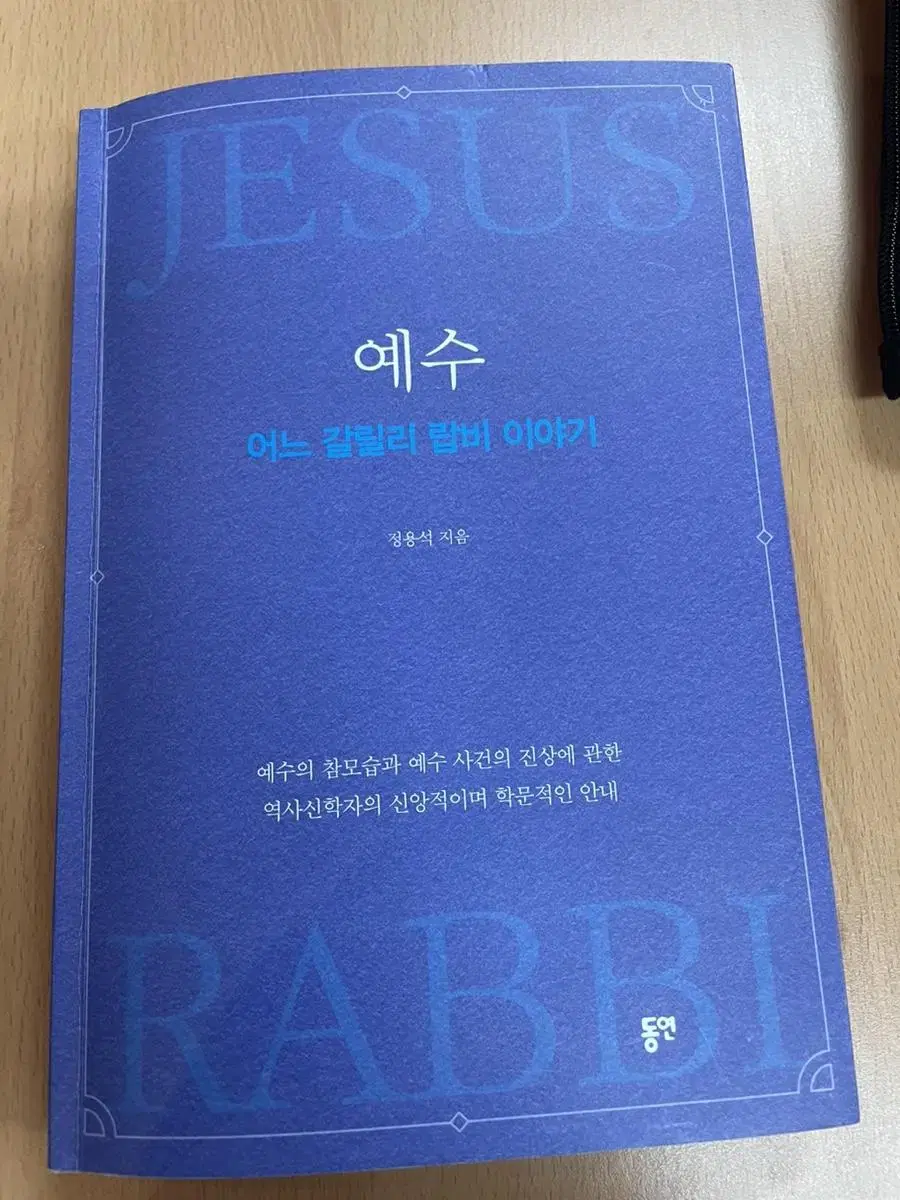 JESUS
예수
어느 갈릴리 랍비 이야기
정용석 지음
예수의 참모습과 예수 사건의 진상에 관한
역사신학자의 신앙적이며 학문적인 안내
RABBI
동연